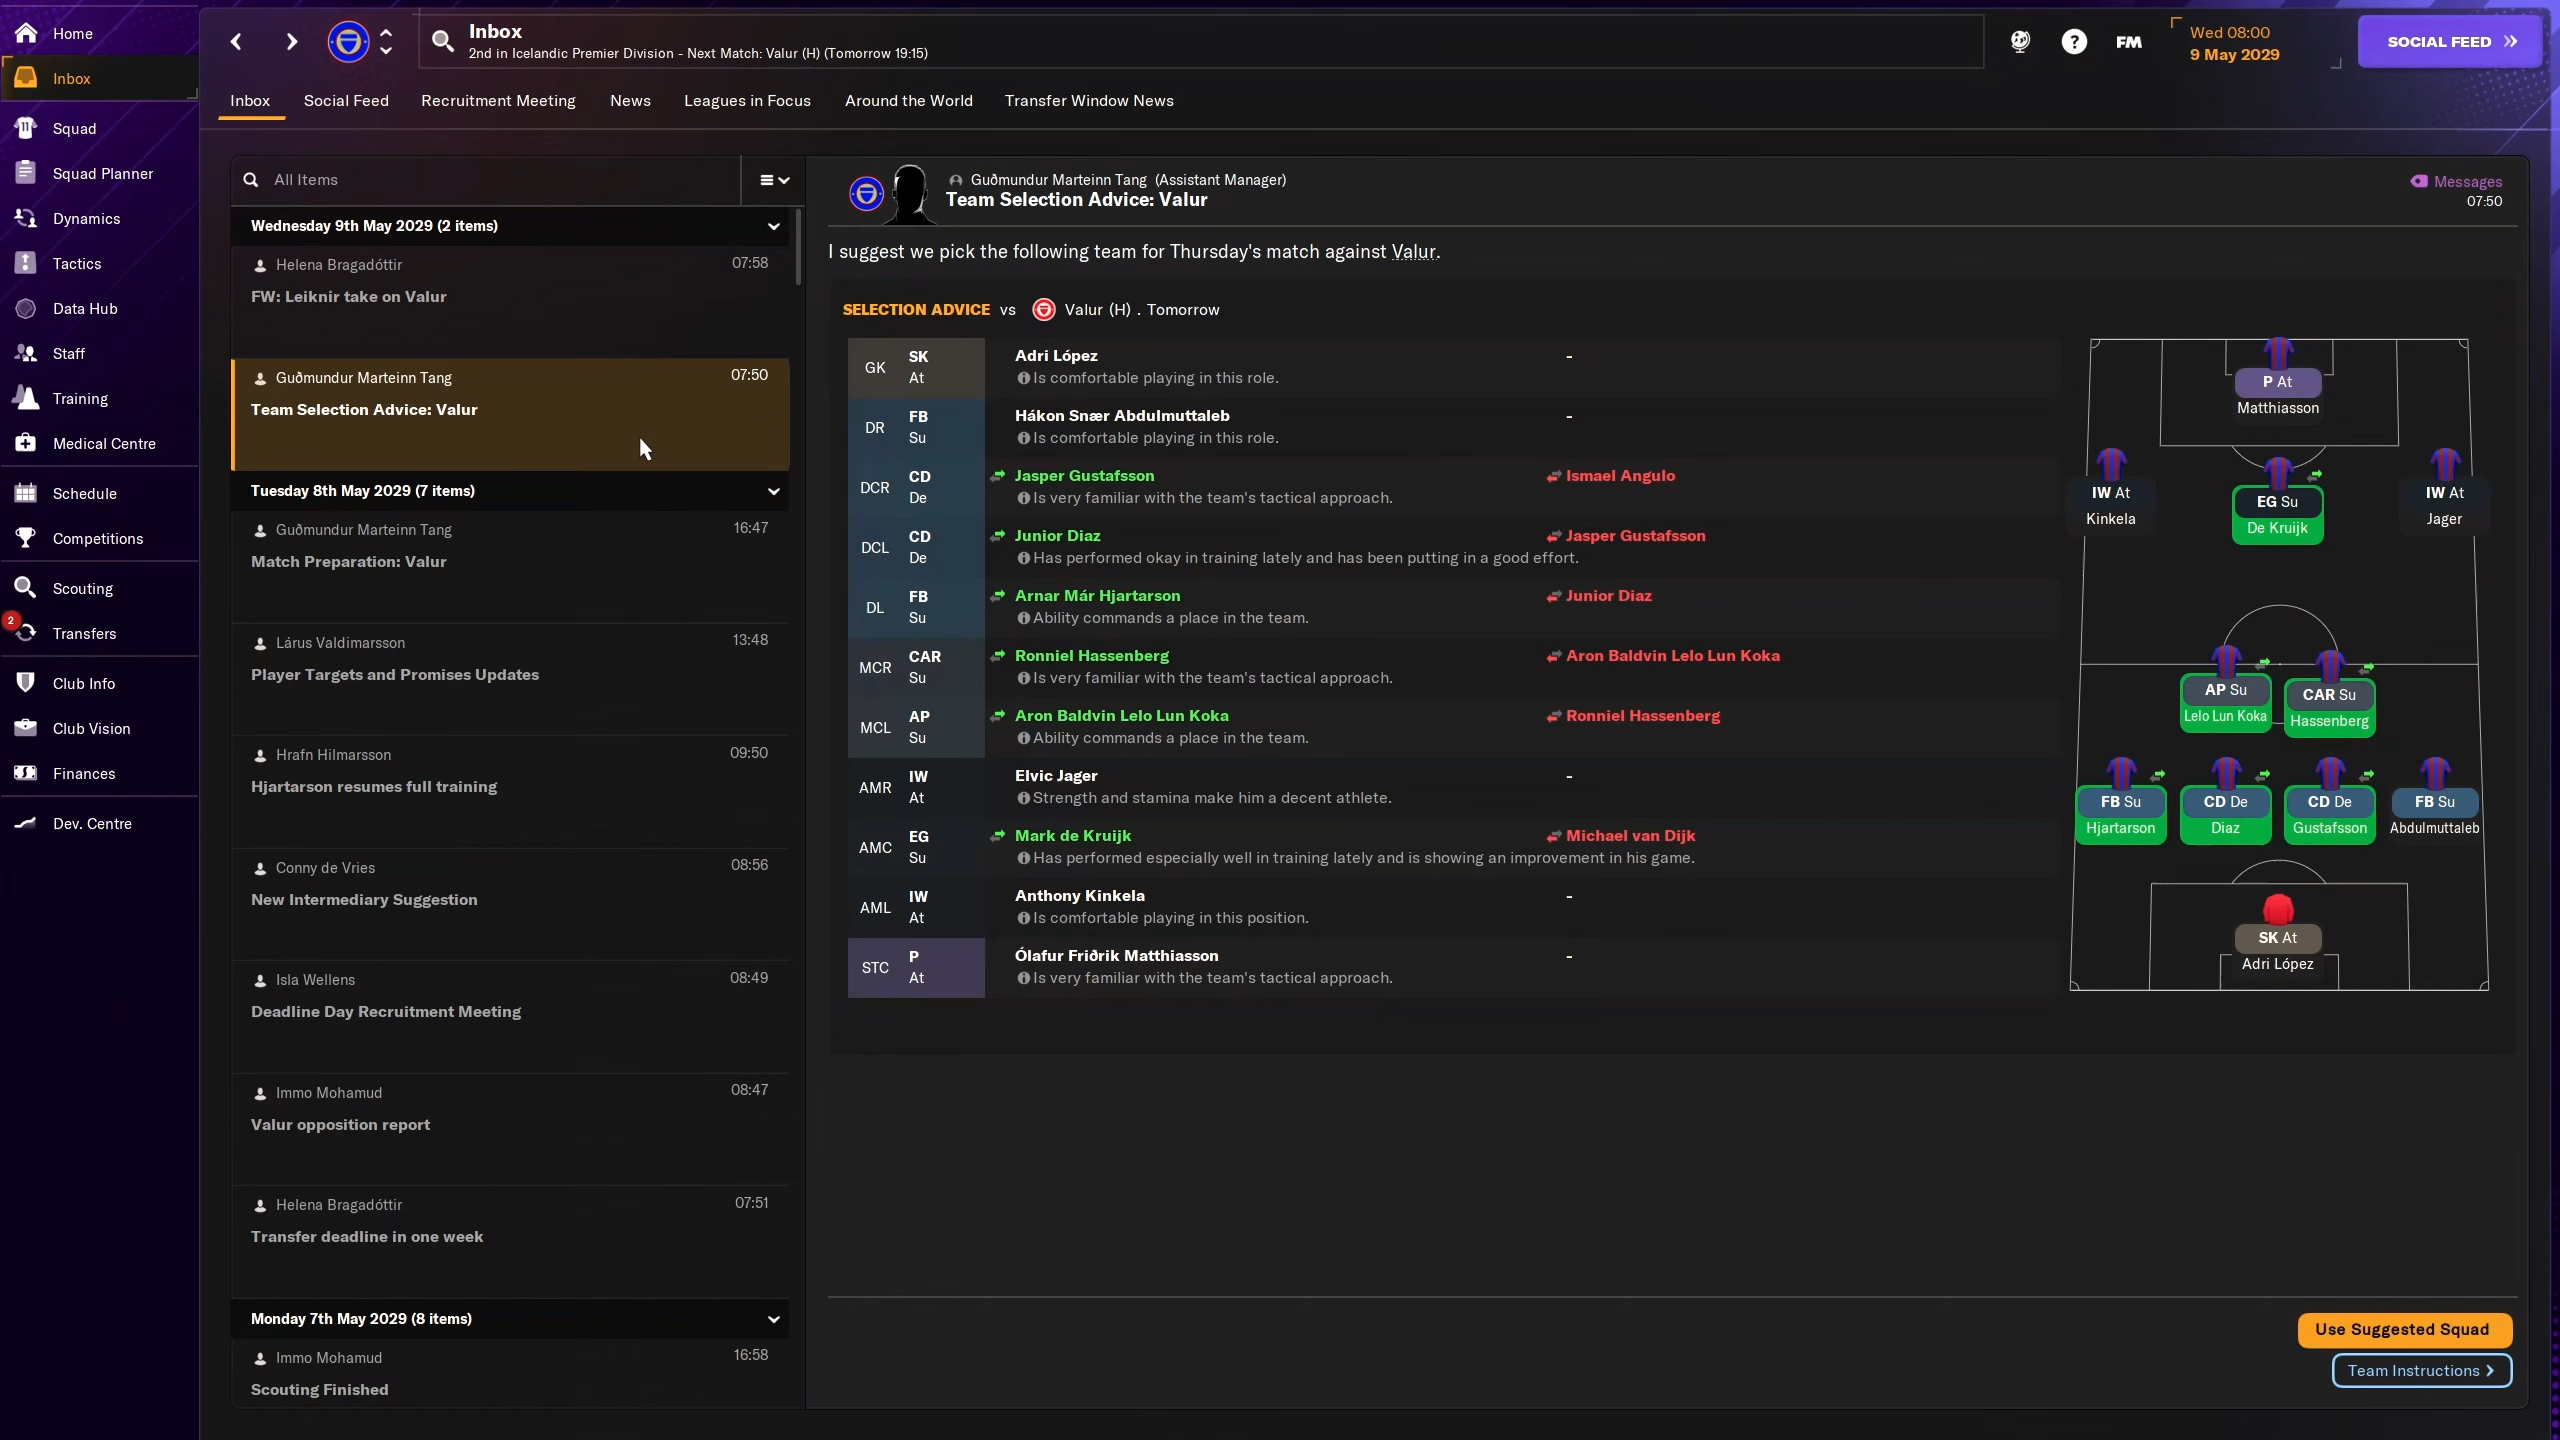 Home
Inbox
Squad
Squad Planner
Dynamics
Tactics
Data Hub
Staff
Training
Medical Centre
Schedule
Competitions
Scouting
2
Transfers
Club Info
Club Vision
Finances
Dev. Centre
Inbox
2nd in Icelandic Premier Division - Next Match: Valur (H) (Tomorrow 19:15)
?
FM
Wed 08:00
9 May 2029
SOCIAL FEED
Inbox Social Feed Recruitment Meeting News Leagues in Focus Around the World Transfer Window News
All Items
Wednesday 9th May 2029 (2 items)
Helena Bragadóttir 07:58
FW: Leiknir take on Valur
Guðmundur Marteinn Tang 07:50
Team Selection Advice: Valur
Tuesday 8th May 2029 (7 items)
Guðmundur Marteinn Tang 16:47
Match Preparation: Valur
Lárus Valdimarsson 13:48
Player Targets and Promises Updates
Hrafn Hilmarsson 09:50
Hjartarson resumes full training
Conny de Vries 08:56
New Intermediary Suggestion
Isla Wellens 08:49
Deadline Day Recruitment Meeting
Immo Mohamud 08:47
Valur opposition report
Helena Bragadóttir 07:51
Transfer deadline in one week
Monday 7th May 2029 (8 items)
Immo Mohamud 16:58
Scouting Finished
Guðmundur Marteinn Tang (Assistant Manager)
Team Selection Advice: Valur
Messages
07:50
I suggest we pick the following team for Thursday's match against Valur.
SELECTION ADVICE vs Valur (H) . Tomorrow
GK SK At Adri López -
Is comfortable playing in this role.
DR FB Su Hákon Snær Abdulmuttaleb -
Is comfortable playing in this role.
DCR CD De Jasper Gustafsson Ismael Angulo
Is very familiar with the team's tactical approach.
DCL CD De Junior Diaz Jasper Gustafsson
Has performed okay in training lately and has been putting in a good effort.
DL FB Su Arnar Már Hjartarson Junior Diaz
Ability commands a place in the team.
MCR CAR Su Ronniel Hassenberg Aron Baldvin Lelo Lun Koka
Is very familiar with the team's tactical approach.
MCL AP Su Aron Baldvin Lelo Lun Koka Ronniel Hassenberg
Ability commands a place in the team.
AMR IW At Elvic Jager -
Strength and stamina make him a decent athlete.
AMC EG Su Mark de Kruijk Michael van Dijk
Has performed especially well in training lately and is showing an improvement in his game.
AML IW At Anthony Kinkela -
Is comfortable playing in this position.
STC P At Ólafur Friðrik Matthiasson -
Is very familiar with the team's tactical approach.
P At
Matthiasson
IW At
Kinkela
EG Su
De Kruijk
IW At
Jager
AP Su
Lelo Lun Koka
CAR Su
Hassenberg
FB Su
Hjartarson
CD De
Diaz
CD De
Gustafsson
FB Su
Abdulmuttaleb
SK At
Adri López
Use Suggested Squad
Team Instructions